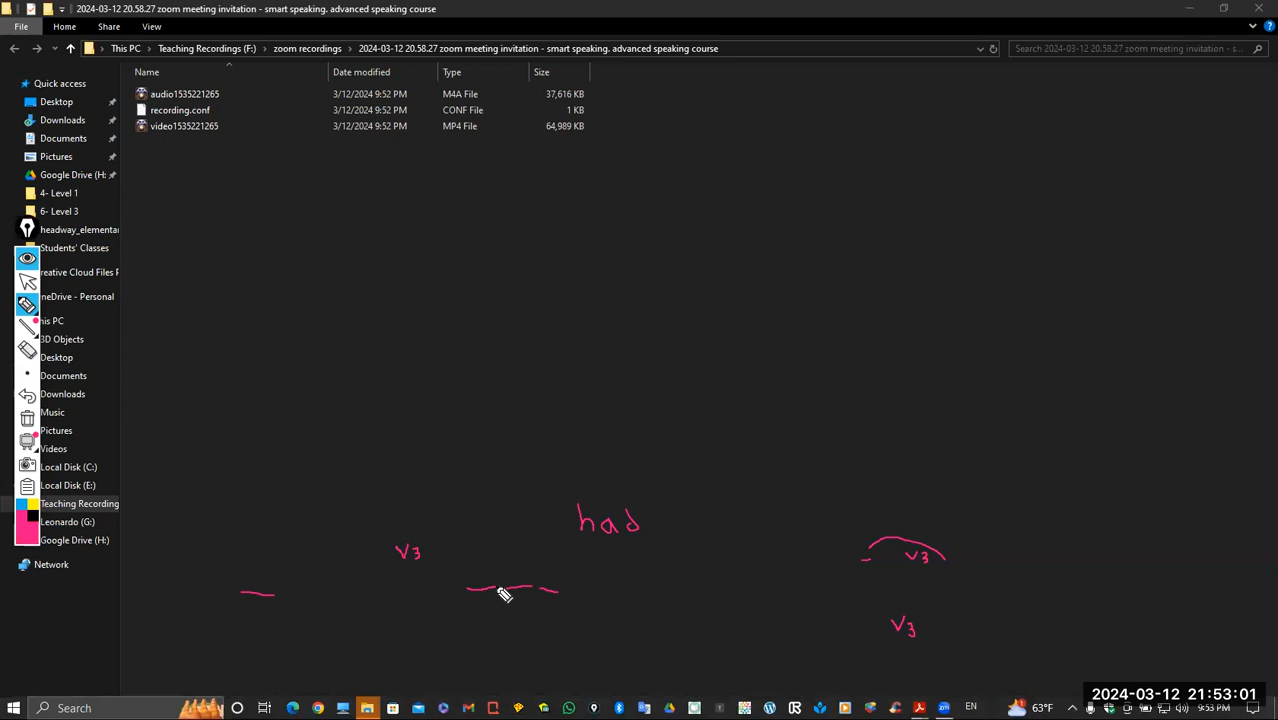 2024-03-12 20.58.27 zoom meeting invitation - smart speaking. advanced speaking course
File Home Share View
This PC > Teaching Recordings (F:) > zoom recordings > 2024-03-12 20.58.27 zoom meeting invitation - smart speaking. advanced speaking course
Search 2024-03-12 20.58.27 zoom meeting invitation - s...
Name Date modified Type Size
Quick access
audio1535221265 3/12/2024 9:52 PM M4A File 37,616 KB
Desktop
recording.conf 3/12/2024 9:52 PM CONF File 1 KB
Downloads
video1535221265 3/12/2024 9:52 PM MP4 File 64,989 KB
Documents
Pictures
Google Drive (H:
4- Level 1
6- Level 3
headway_elementar
Students' Classes
reative Cloud Files P
neDrive - Personal
his PC
3D Objects
Desktop
Documents
Downloads
Music
Pictures
Videos
Local Disk (C:)
Local Disk (E:)
Teaching Recording
Leonardo (G:)
Google Drive (H:)
Network
had
v3
v3
v3
Search
63°F
EN
2024-03-12 21:53:01
9:53 PM